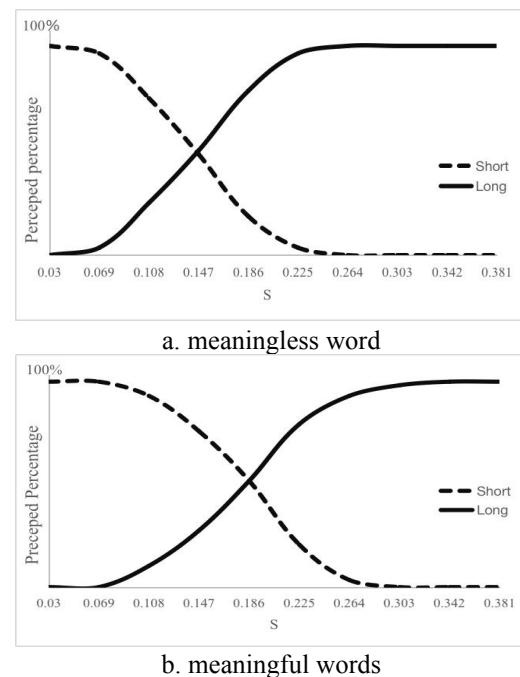 100%
Perceped percentage
Short
Long
0.03 0.069 0.108 0.147 0.186 0.225 0.264 0.303 0.342 0.381
S
a. meaningless word
100%
Preceped Percentage
Short
Long
0.03 0.069 0.108 0.147 0.186 0.225 0.264 0.303 0.342 0.381
S
b. meaningful words